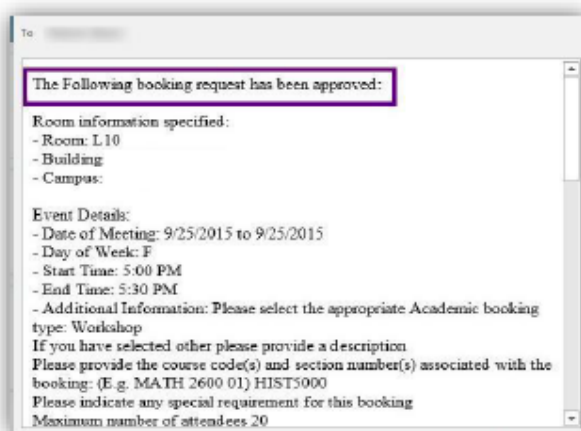 To
The Following booking request has been approved:
Room information specified:
- Room: L10
- Building
- Campus:
Event Details:
- Date of Meeting: 9/25/2015 to 9/25/2015
- Day of Week: F
- Start Time: 5:00 PM
- End Time: 5:30 PM
- Additional Information: Please select the appropriate Academic booking
type: Workshop
If you have selected other please provide a description
Please provide the course code(s) and section number(s) associated with the
booking: (E.g. MATH 2600 01) HIST5000
Please indicate any special requirement for this booking
Maximum number of attendees 20